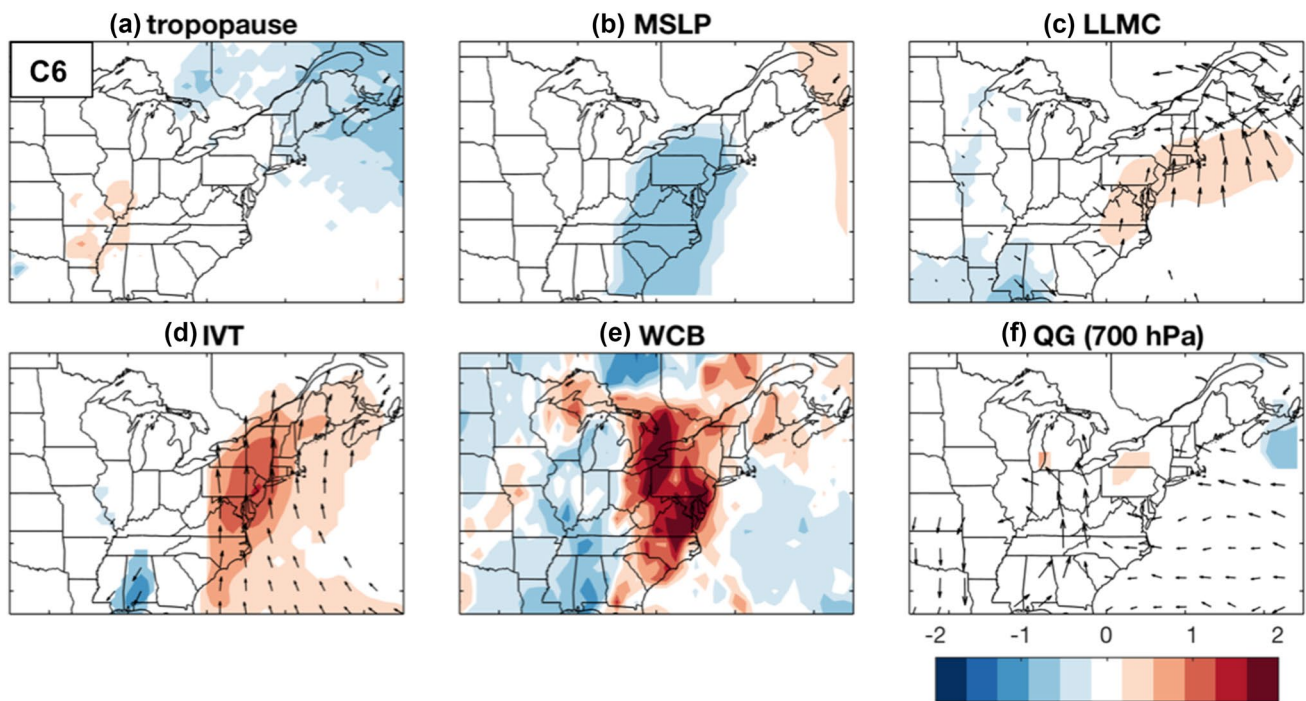 (a) tropopause
(b) MSLP
(c) LLMC
C6
(d) IVT
(e) WCB
(f) QG (700 hPa)
-2 -1 0 1 2